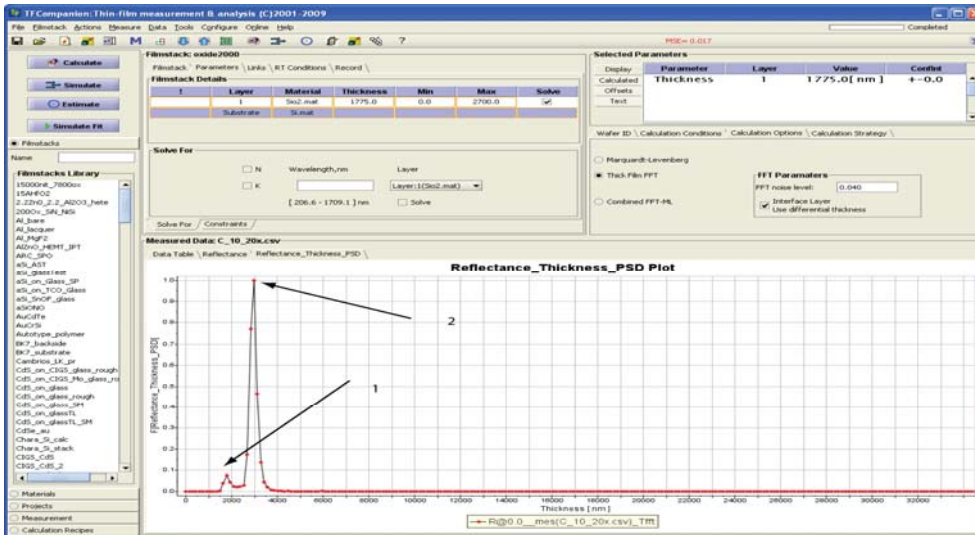 TFCompanion:Thin-film measurement & analysis (C)2001-2009
File Filmstack Actions Measure Data Tools Configure Online Help
Completed
MSE= 0.017
Calculate
Simulate
Estimate
Simulate Fit
Filmstacks
Name
Filmstacks Library
15000nit_7800ox
15AHFO2
2.2ZnO_2.2_Al2O3_hete
200Ox_SiN_NiSi
Al_bare
Al_lacquer
Al_MgF2
AlZnO_HEMT_IPT
ARC_SPO
aSi_AST
asi_glasstest
aSi_on_Glass_SP
aSi_on_TCO_Glass
aSi_SnOF_glass
aSiONO
AuCdTe
AuCrSi
Autotype_polymer
BK7_backside
BK7_substrate
Cambrios_LK_pr
CdS_on_CIGS_glass_rough
CdS_on_CIGS_Mo_glass_ro
CdS_on_glass
CdS_on_glass_rough
CdS_on_glass_SM
CdS_on_glassTL
CdS_on_glassTL_SM
CdSe_au
Chara_Si_calc
Chara_Si_stack
CIGS_CdS
CIGS_CdS_2
Materials
Projects
Measurement
Calculation Recipes
Filmstack: oxide2000
Filmstack Parameters Links RT Conditions Record
Filmstack Details
! Layer Material Thickness Min Max Solve
1 Sio2.mat 1775.0 0.0 2700.0
Substrate Si.mat
Solve For
N Wavelength,nm Layer
K Layer:1(Sio2.mat)
[ 206.6 - 1709.1 ] nm Solve
Solve For Constraints
Selected Parameters
Display Parameter Layer Value Confint
Calculated Thickness 1 1775.0[ nm ] +-0.0
Offsets
Text
Wafer ID Calculation Conditions Calculation Options Calculation Strategy
Marquardt-Levenberg
Thick Film FFT
Combined FFT-ML
FFT Paramaters
FFT noise level: 0.040
Interface Layer
Use differential thickness
Measured Data: C_10_20x.csv
Data Table Reflectance Reflectance_Thickness_PSD
Reflectance_Thickness_PSD Plot
F[Reflectance_Thickness_PSD]
1.0
0.9
0.8
0.7
0.6
0.5
0.4
0.3
0.2
0.1
0.0
2
1
0 2000 4000 6000 8000 10000 12000 14000 16000 18000 20000 22000 24000 26000 28000 30000 32000
Thickness [nm]
R@0.0__mes(C_10_20x.csv)_Tfft